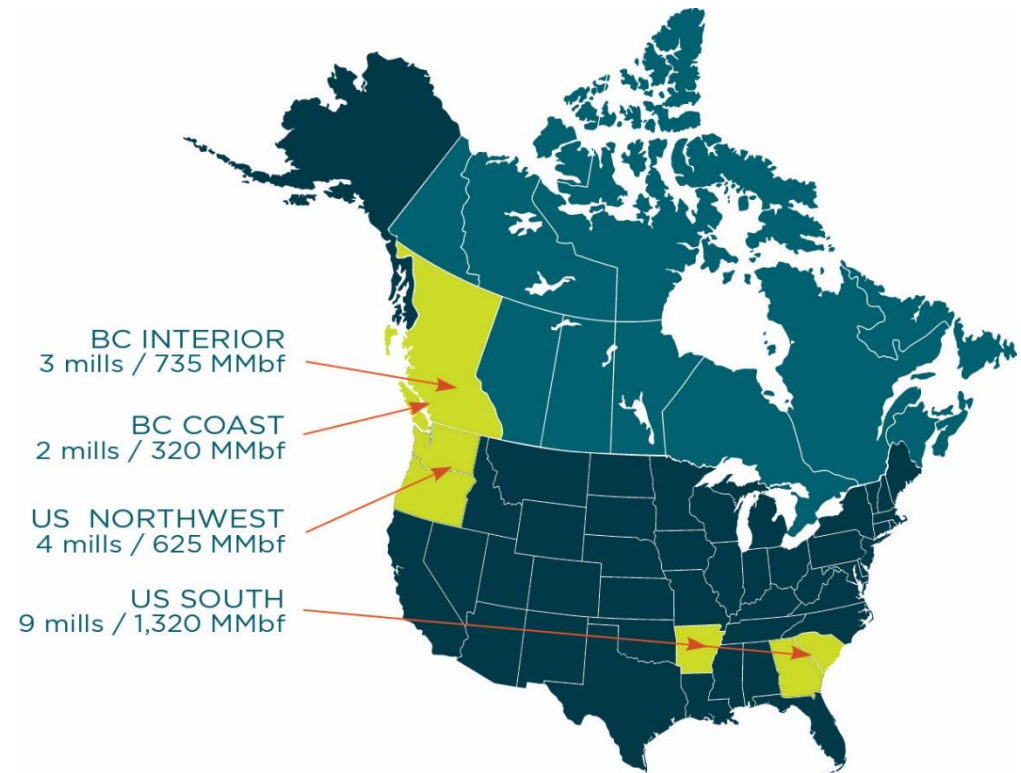 BC INTERIOR
3 mills / 735 MMbf
BC COAST
2 mills / 320 MMbf
US NORTHWEST
4 mills / 625 MMbf
US SOUTH
9 mills / 1,320 MMbf